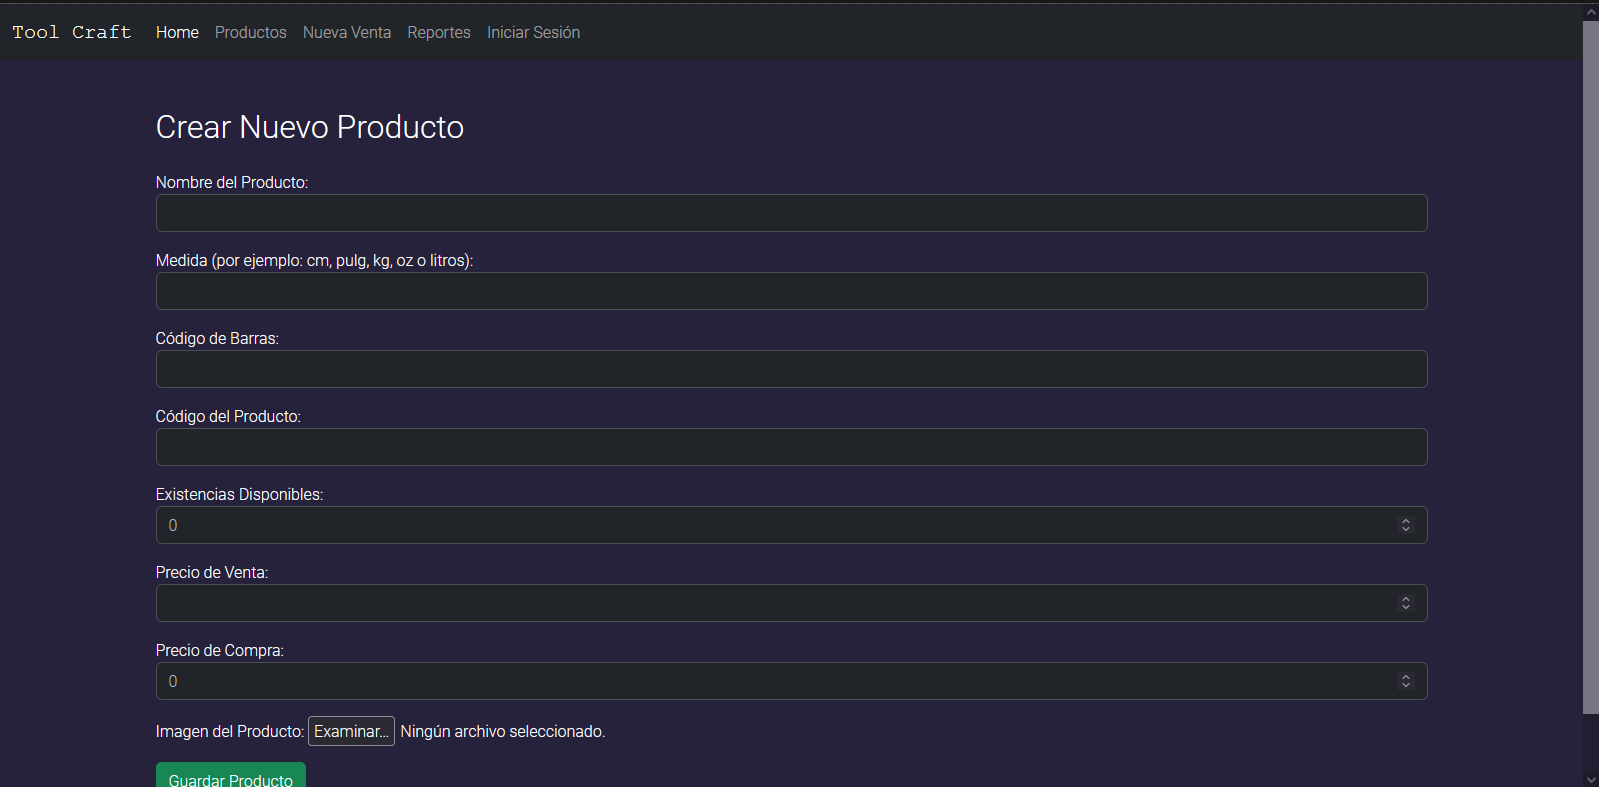 Tool Craft Home Productos Nueva Venta Reportes Iniciar Sesión
Crear Nuevo Producto
Nombre del Producto:
Medida (por ejemplo: cm, pulg, kg, oz o litros):
Código de Barras:
Código del Producto:
Existencias Disponibles:
0
Precio de Venta:
Precio de Compra:
0
Imagen del Producto: Examinar... Ningún archivo seleccionado.
Guardar Producto